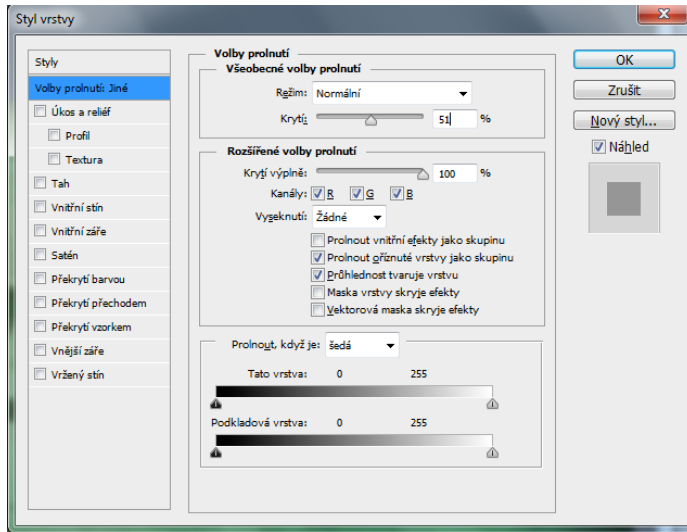 Styl vrstvy
Styly
Volby prolnutí: Jiné
Úkos a reliéf
Profil
Textura
Tah
Vnitřní stín
Vnitřní záře
Satén
Překrytí barvou
Překrytí přechodem
Překrytí vzorkem
Vnější záře
Vržený stín
Volby prolnutí
Všeobecné volby prolnutí
Režim: Normální
Krytí: 51 %
Rozšířené volby prolnutí
Krytí výplně: 100 %
Kanály: R G B
Vyseknutí: Žádné
Prolnout vnitřní efekty jako skupinu
Prolnout oříznuté vrstvy jako skupinu
Průhlednost tvaruje vrstvu
Maska vrstvy skryje efekty
Vektorová maska skryje efekty
Prolnout, když je: šedá
Tato vrstva: 0 255
Podkladová vrstva: 0 255
OK
Zrušit
Nový styl...
Náhled